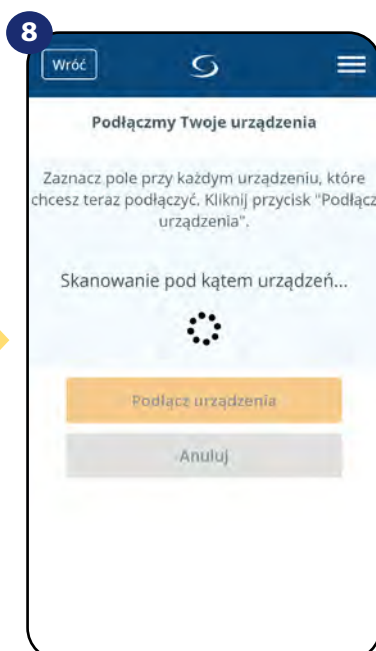 8
Wróć
Podłączmy Twoje urządzenia
Zaznacz pole przy każdym urządzeniu, które
chcesz teraz podłączyć. Kliknij przycisk "Podłącz
urządzenia".
Skanowanie pod kątem urządzeń...
Podłącz urządzenia
Anuluj